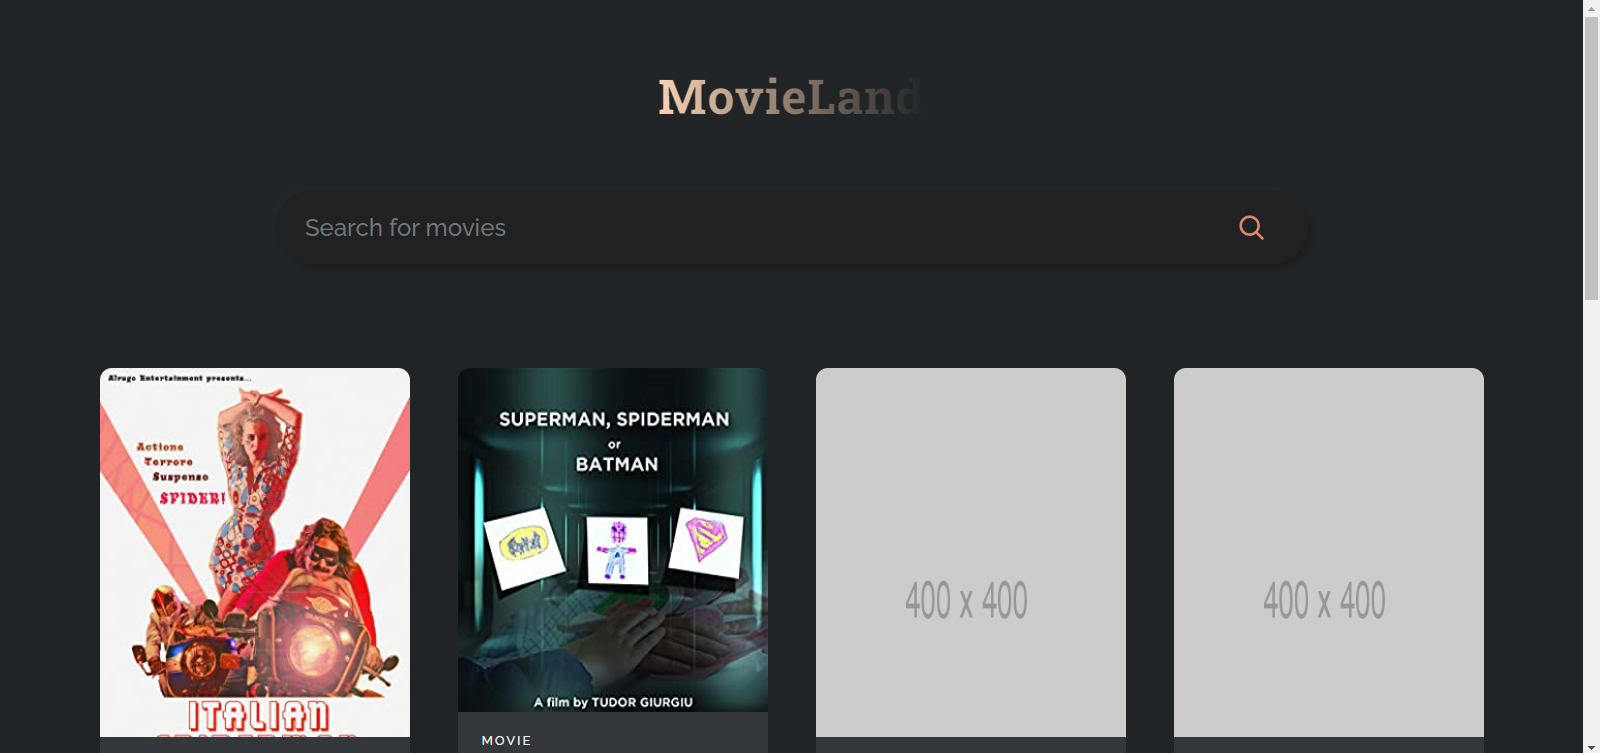 MovieLand
Search for movies
Alrugo Entertainment presents...
Actione
Terrore
Suspenso
SPIDER!
ITALIAN
SUPERMAN, SPIDERMAN
or
BATMAN
A film by TUDOR GIURGIU
MOVIE
400 x 400
400 x 400